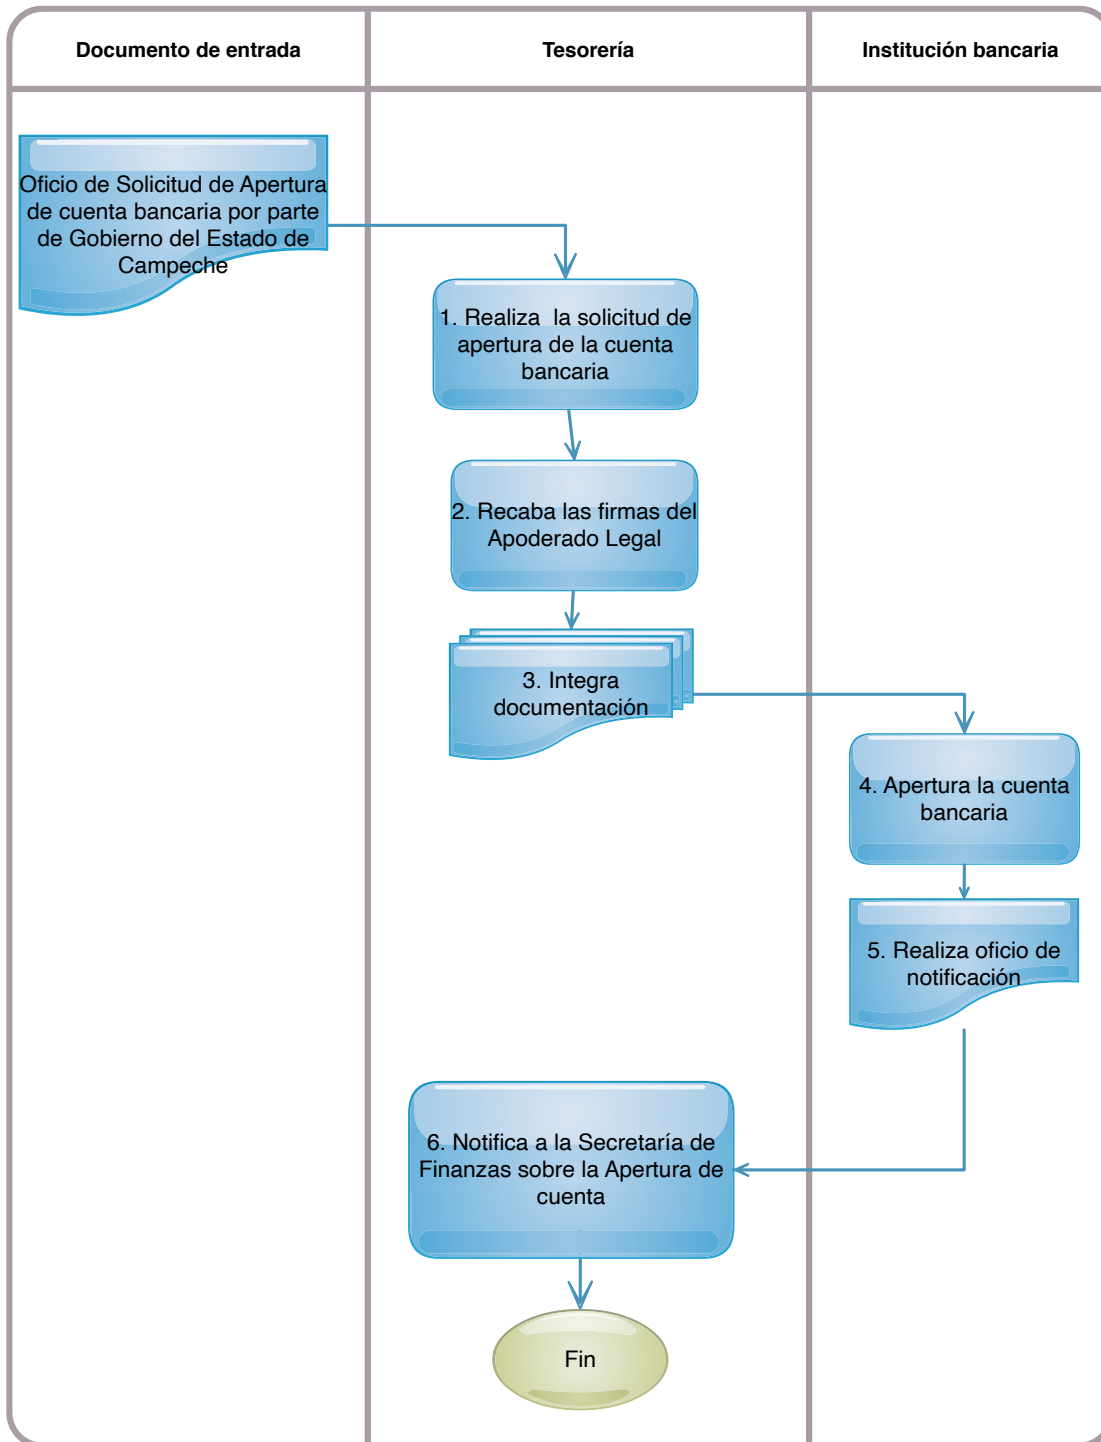 Documento de entrada
Tesorería
Institución bancaria
Oficio de Solicitud de Apertura
de cuenta bancaria por parte
de Gobierno del Estado de
Campeche
1. Realiza  la solicitud de
apertura de la cuenta
bancaria
2. Recaba las firmas del
Apoderado Legal
3. Integra
documentación
4. Apertura la cuenta
bancaria
5. Realiza oficio de
notificación
6. Notifica a la Secretaría de
Finanzas sobre la Apertura de
cuenta
Fin